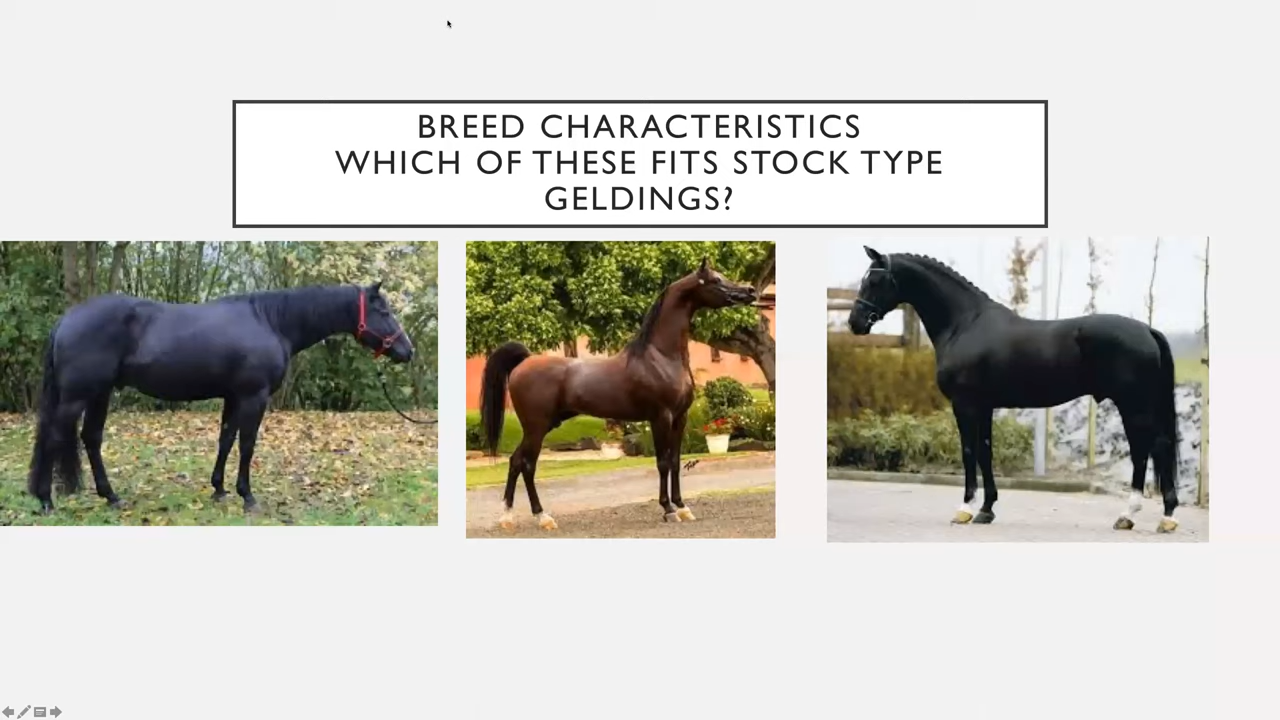 BREED CHARACTERISTICS
WHICH OF THESE FITS STOCK TYPE
GELDINGS?